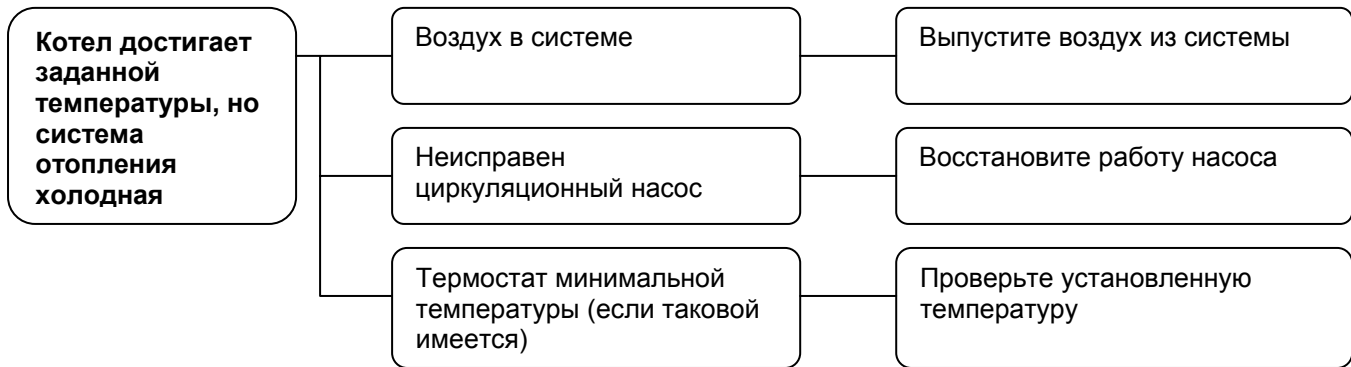 Котел достигает
заданной
температуры, но
система
отопления
холодная
Воздух в системе
Выпустите воздух из системы
Неисправен
циркуляционный насос
Восстановите работу насоса
Термостат минимальной
температуры (если таковой
имеется)
Проверьте установленную
температуру